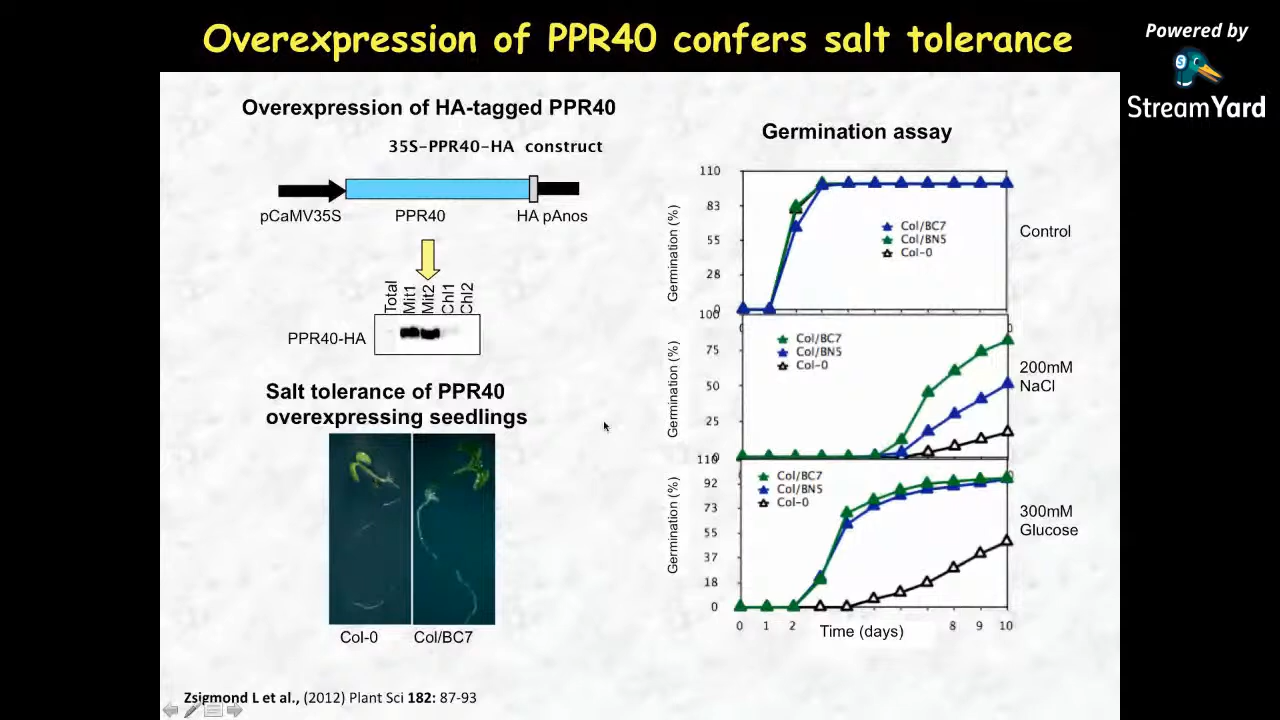 Overexpression of PPR40 confers salt tolerance
Powered by
StreamYard
Overexpression of HA-tagged PPR40
35S-PPR40-HA construct
pCaMV35S PPR40 HA pAnos
Total Mit1 Mit2 Chl1 Chl2
PPR40-HA
Salt tolerance of PPR40
overexpressing seedlings
Col-0 Col/BC7
Germination assay
Germination (%)
110
83
55
28
0
Col/BC7
Col/BN5
Col-0
Control
Germination (%)
100
75
50
25
Col/BC7
Col/BN5
Col-0
200mM
NaCl
Germination (%)
110
92
73
55
37
18
0
Col/BC7
Col/BN5
Col-0
300mM
Glucose
0 1 2 8 9 10
Time (days)
Zsigmond L et al., (2012) Plant Sci 182: 87-93